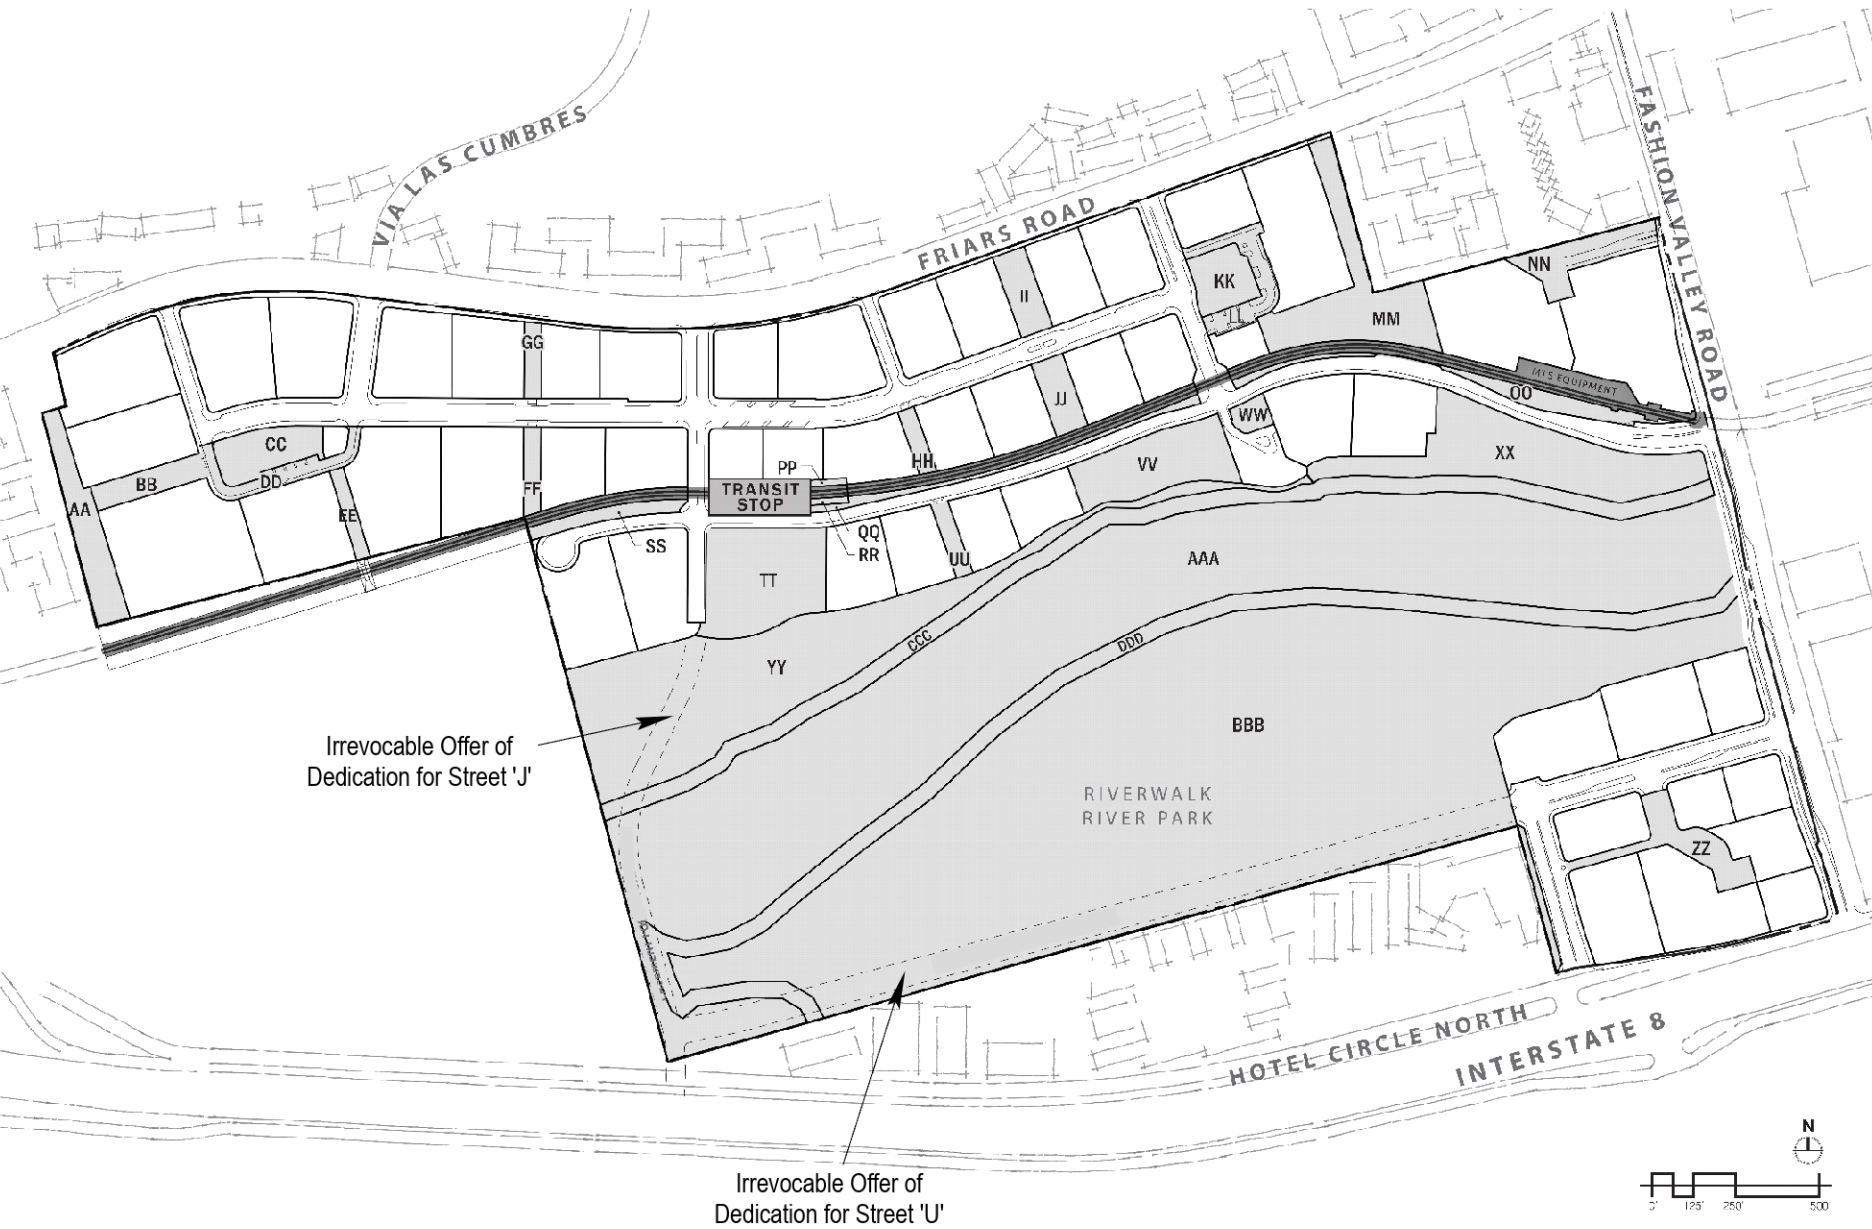 VIA LAS CUMBRES
FRIARS ROAD
FASHION VALLEY ROAD
NN
KK
II
LL
MM
GG
MTS EQUIPMENT
OO
JJ
WW
CC
HH
PP
VV
XX
BB
DD
FF
TRANSIT
STOP
AA
EE
QQ
SS
RR
UU
AAA
TT
CCC
DDD
YY
BBB
Irrevocable Offer of
Dedication for Street 'J'
RIVERWALK
RIVER PARK
ZZ
HOTEL CIRCLE NORTH
INTERSTATE 8
Irrevocable Offer of
Dedication for Street 'U'
N
0' 125' 250' 500